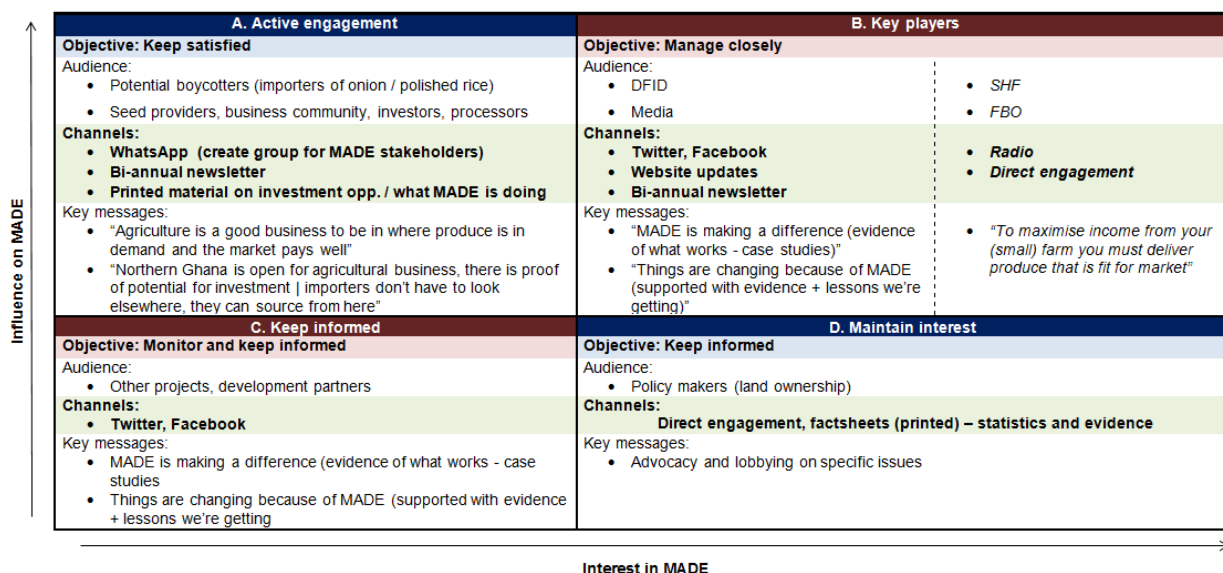 Influence on MADE
A. Active engagement
Objective: Keep satisfied
Audience:
• Potential boycotters (importers of onion / polished rice)
• Seed providers, business community, investors, processors
Channels:
• WhatsApp (create group for MADE stakeholders)
• Bi-annual newsletter
• Printed material on investment opp. / what MADE is doing
Key messages:
• “Agriculture is a good business to be in where produce is in
demand and the market pays well”
• “Northern Ghana is open for agricultural business, there is proof
of potential for investment | importers don’t have to look
elsewhere, they can source from here”
B. Key players
Objective: Manage closely
Audience:
• DFID
• Media
Channels:
• Twitter, Facebook
• Website updates
• Bi-annual newsletter
Key messages:
• “MADE is making a difference (evidence
of what works - case studies)”
• “Things are changing because of MADE
(supported with evidence + lessons we’re
getting)”
• SHF
• FBO
• Radio
• Direct engagement
• “To maximise income from your
(small) farm you must deliver
produce that is fit for market”
C. Keep informed
Objective: Monitor and keep informed
Audience:
• Other projects, development partners
Channels:
• Twitter, Facebook
Key messages:
• MADE is making a difference (evidence of what works - case
studies
• Things are changing because of MADE (supported with evidence
+ lessons we’re getting
D. Maintain interest
Objective: Keep informed
Audience:
• Policy makers (land ownership)
Channels:
Direct engagement, factsheets (printed) – statistics and evidence
Key messages:
• Advocacy and lobbying on specific issues
Interest in MADE